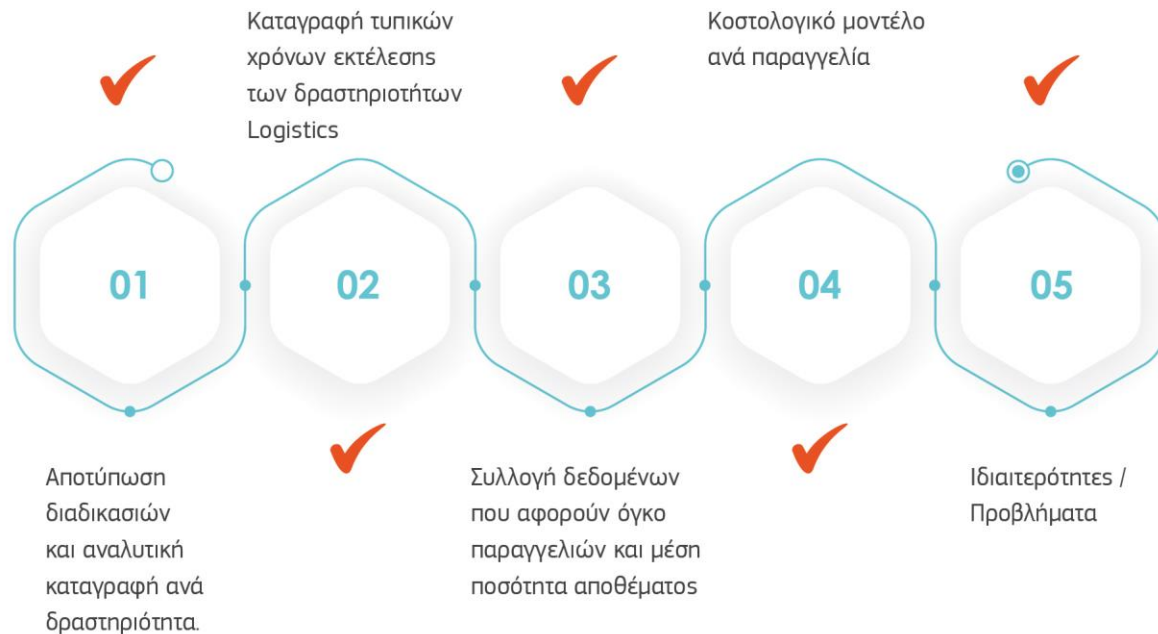 Καταγραφή τυπικών
χρόνων εκτέλεσης
των δραστηριοτήτων
Logistics
Κοστολογικό μοντέλο
ανά παραγγελία
01
02
03
04
05
Αποτύπωση
διαδικασιών
και αναλυτική
καταγραφή ανά
δραστηριότητα.
Συλλογή δεδομένων
που αφορούν όγκο
παραγγελιών και μέση
ποσότητα αποθέματος
Ιδιαιτερότητες /
Προβλήματα